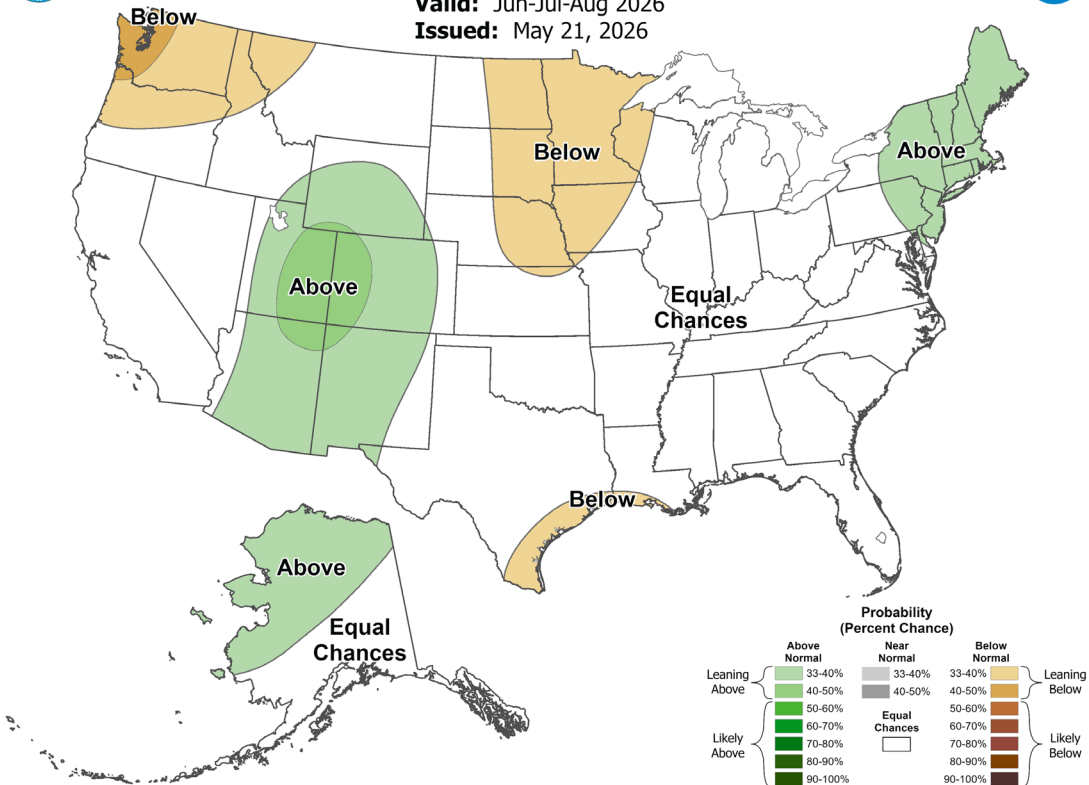 Valid: Jun-Jul-Aug 2026
Issued: May 21, 2026
Below
Below
Above
Above
Equal
Chances
Below
Above
Equal
Chances
Probability
(Percent Chance)
Above
Normal
Near
Normal
Below
Normal
Leaning
Above
33-40%
40-50%
50-60%
60-70%
70-80%
80-90%
90-100%
Likely
Above
33-40%
40-50%
Equal
Chances
33-40%
40-50%
50-60%
60-70%
70-80%
80-90%
90-100%
Leaning
Below
Likely
Below